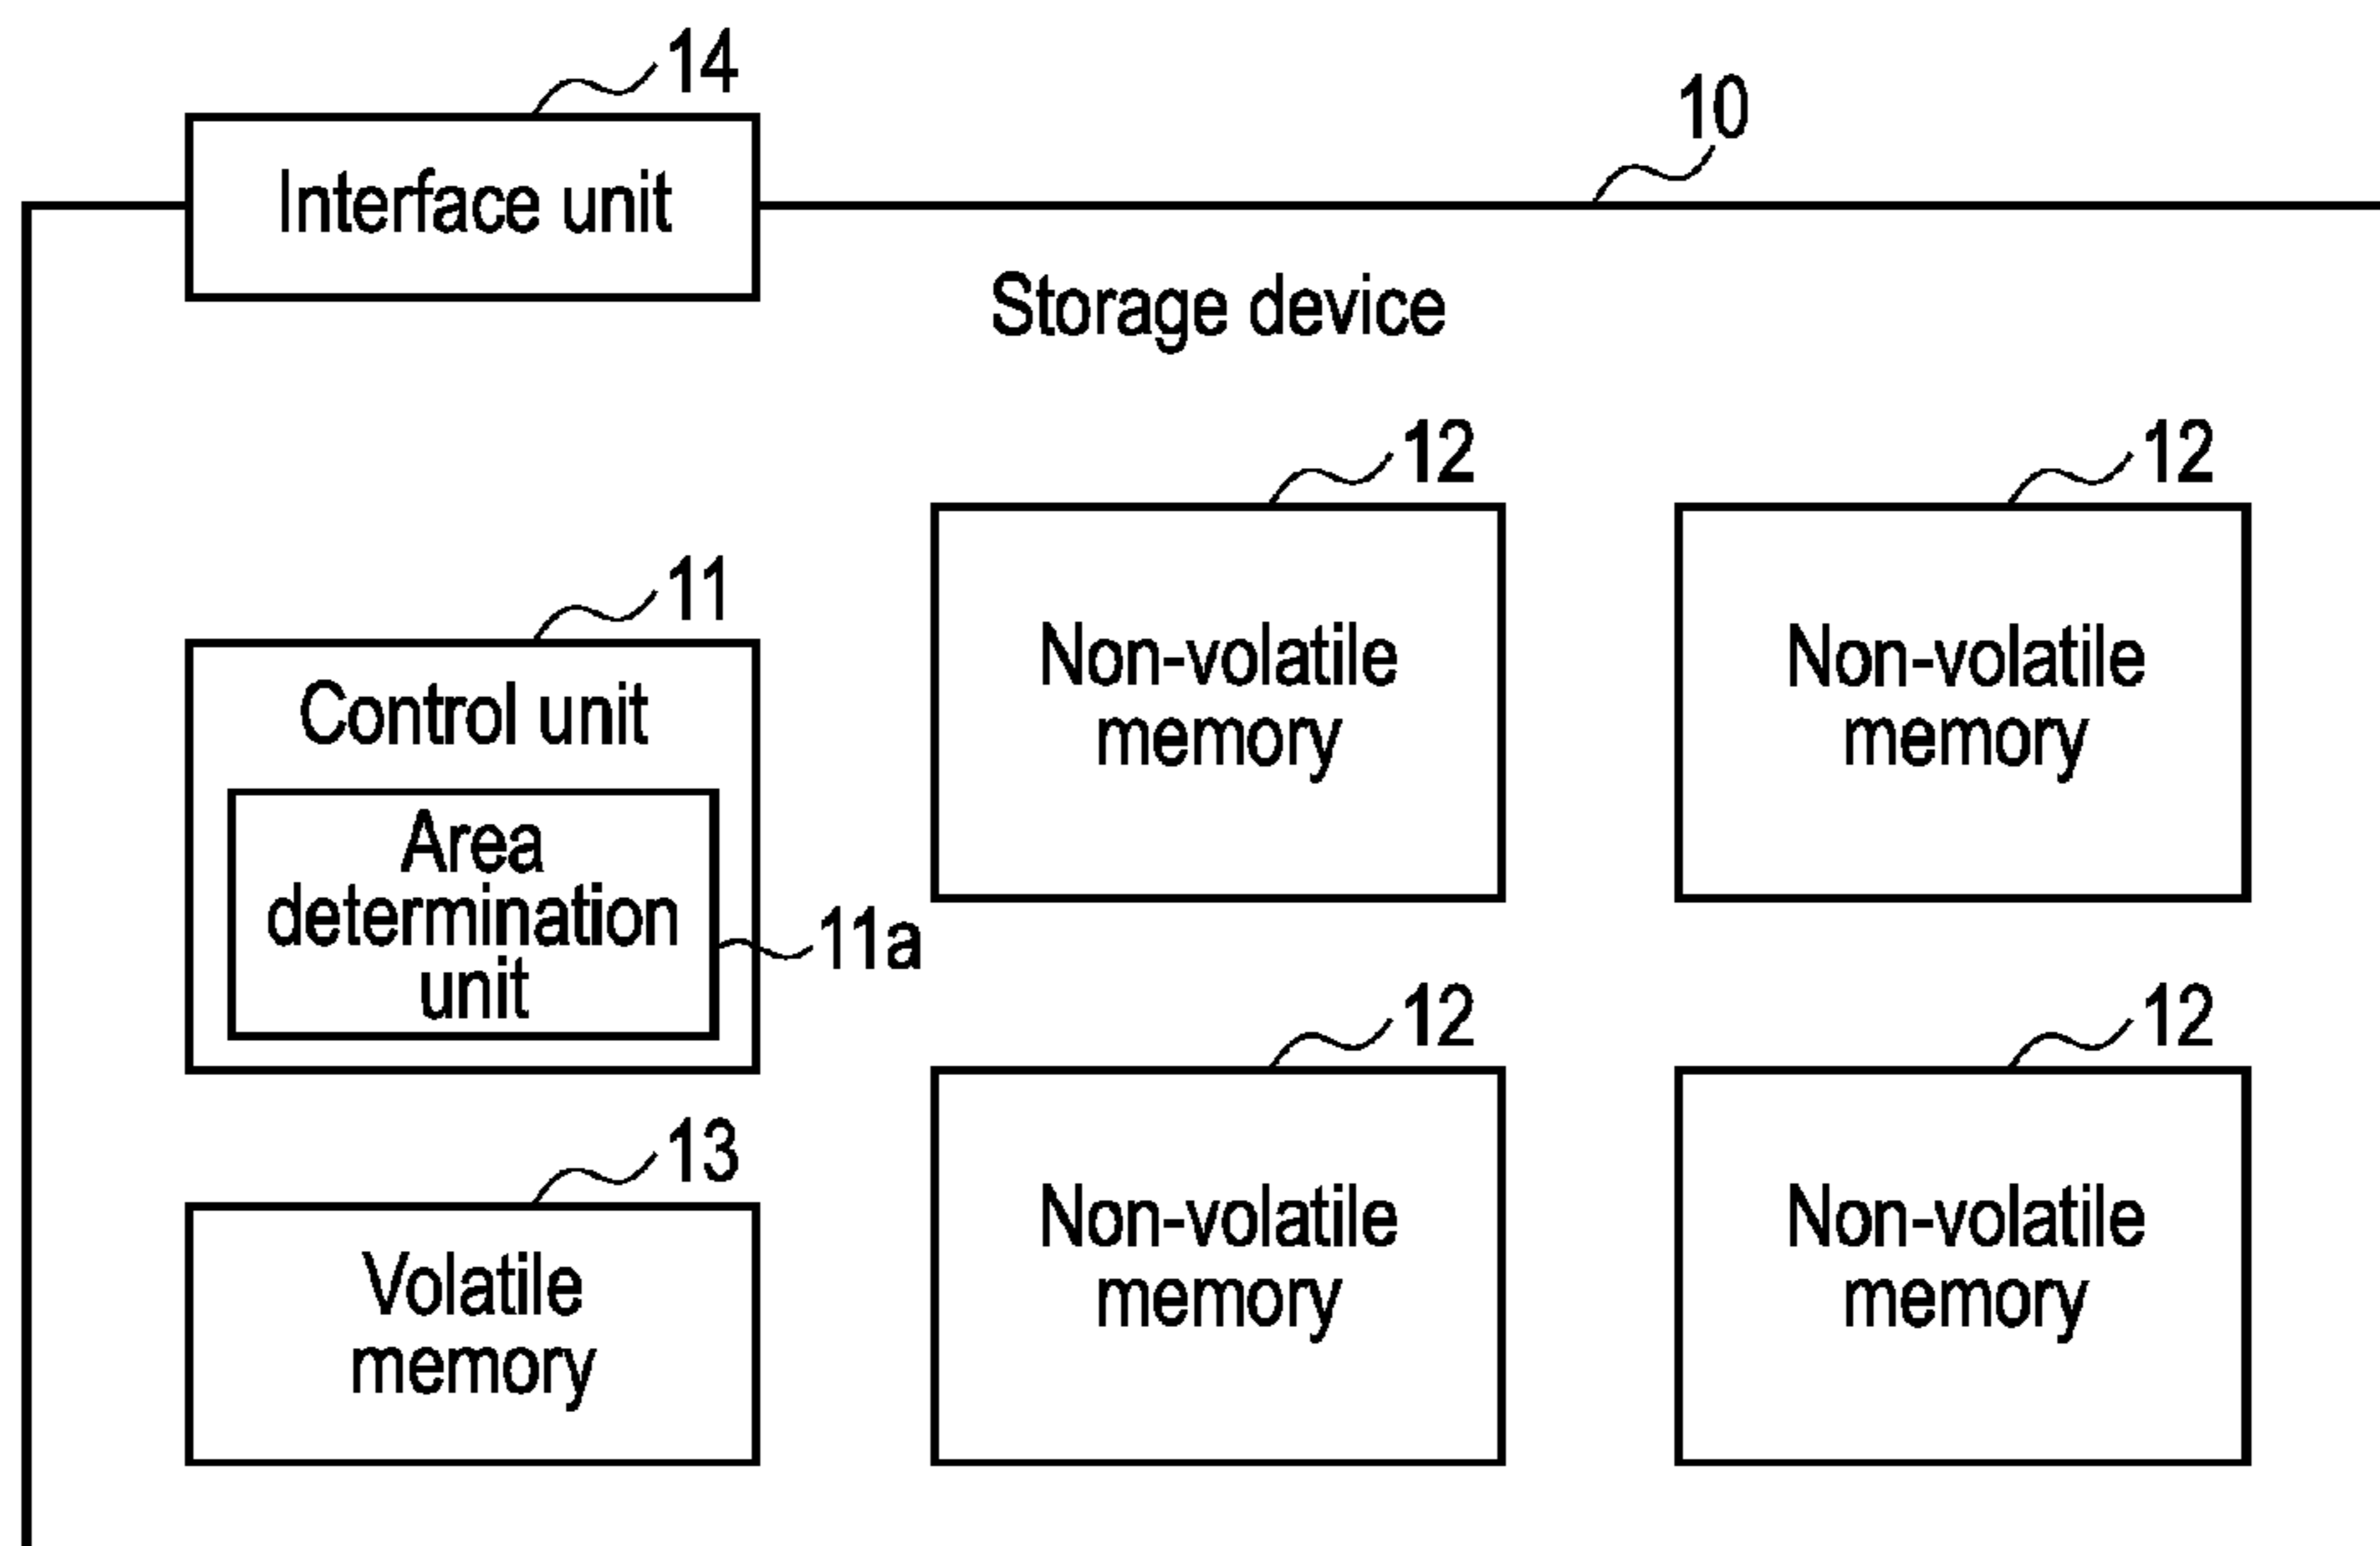 14
10
Interface unit
Storage device
12
12
11
Non-volatile
memory
Non-volatile
memory
Control unit
Area
determination
unit
11a
12
12
13
Non-volatile
memory
Non-volatile
memory
Volatile
memory